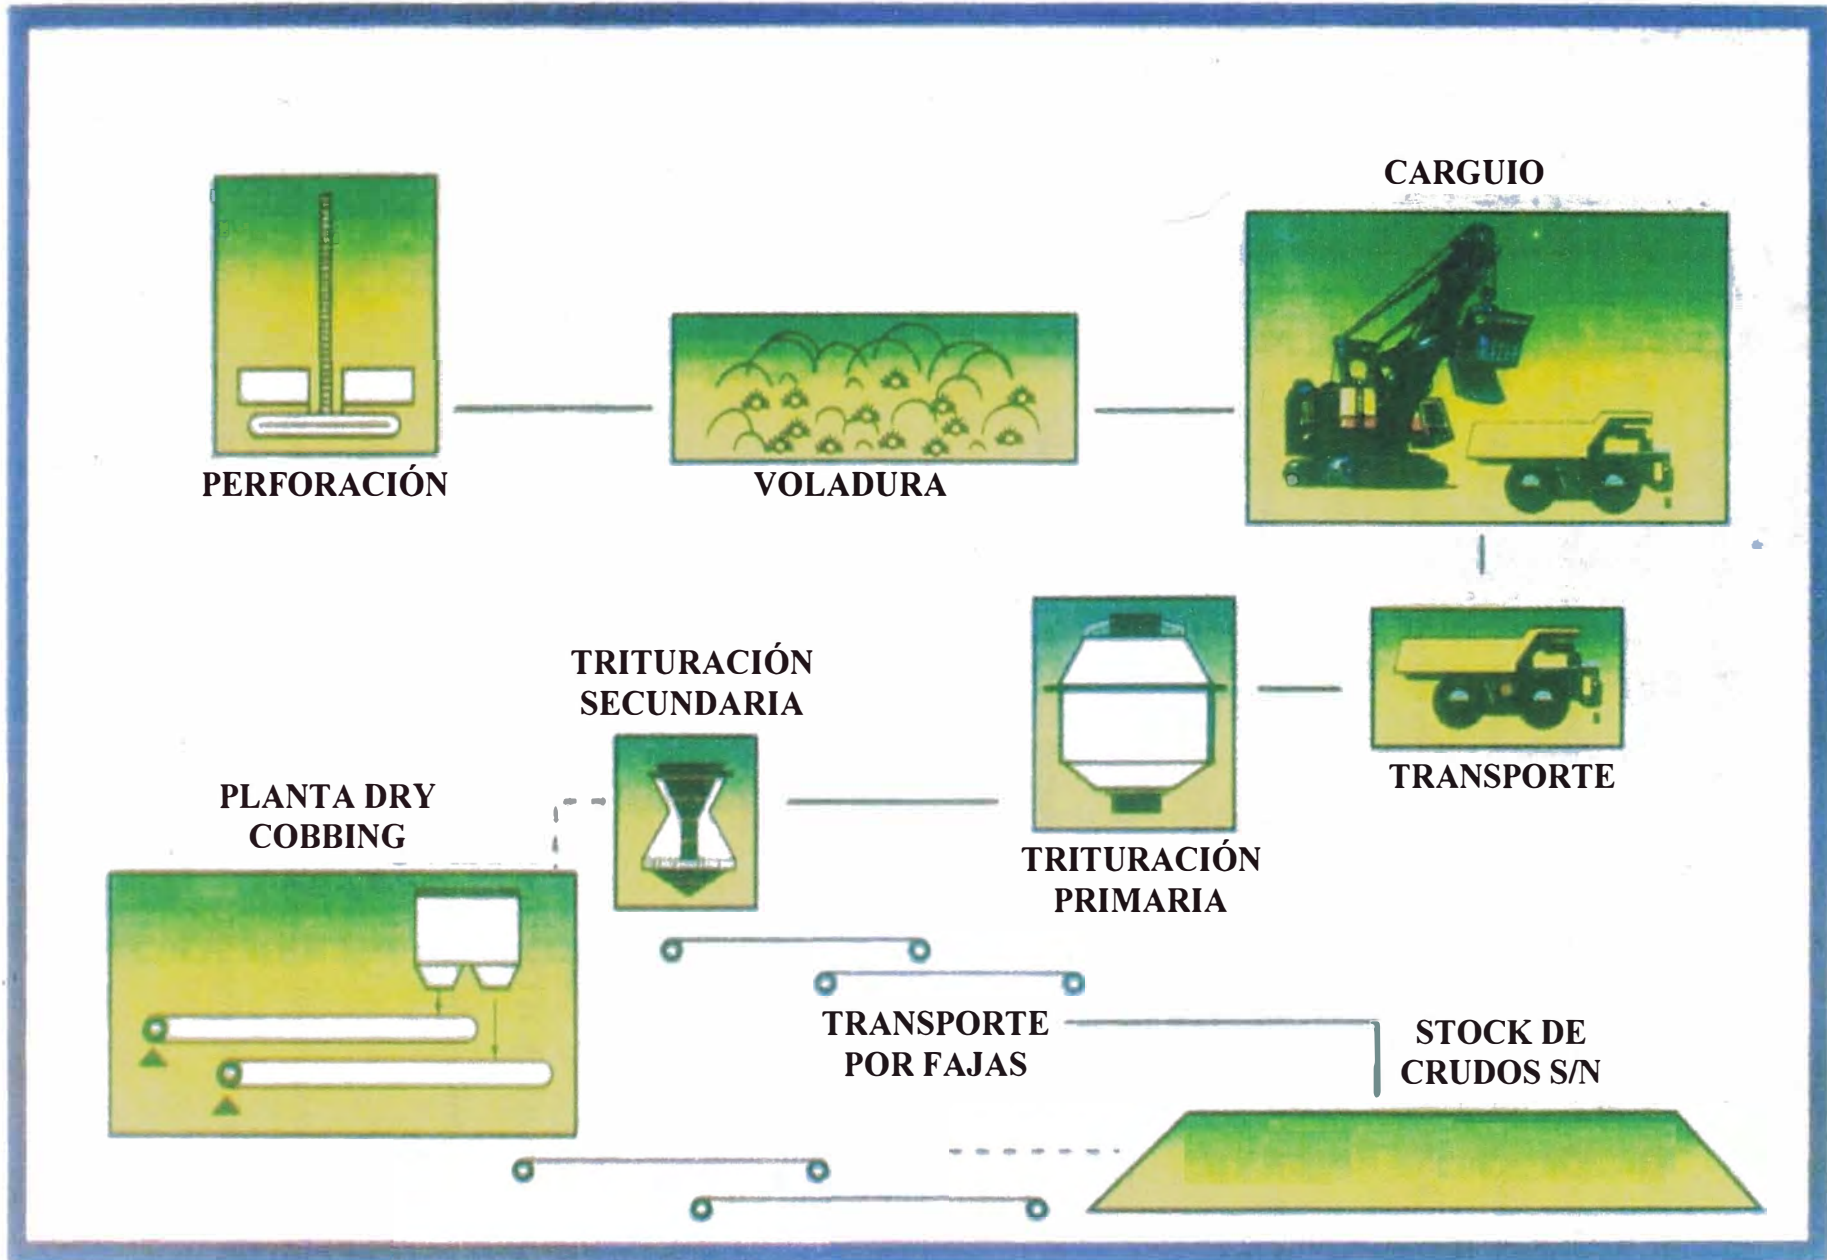 CARGUIO
PERFORACIÓN
VOLADURA
TRITURACIÓN
SECUNDARIA
TRANSPORTE
PLANTA DRY
COBBING
TRITURACIÓN
PRIMARIA
TRANSPORTE
POR FAJAS
STOCK DE
CRUDOS S/N